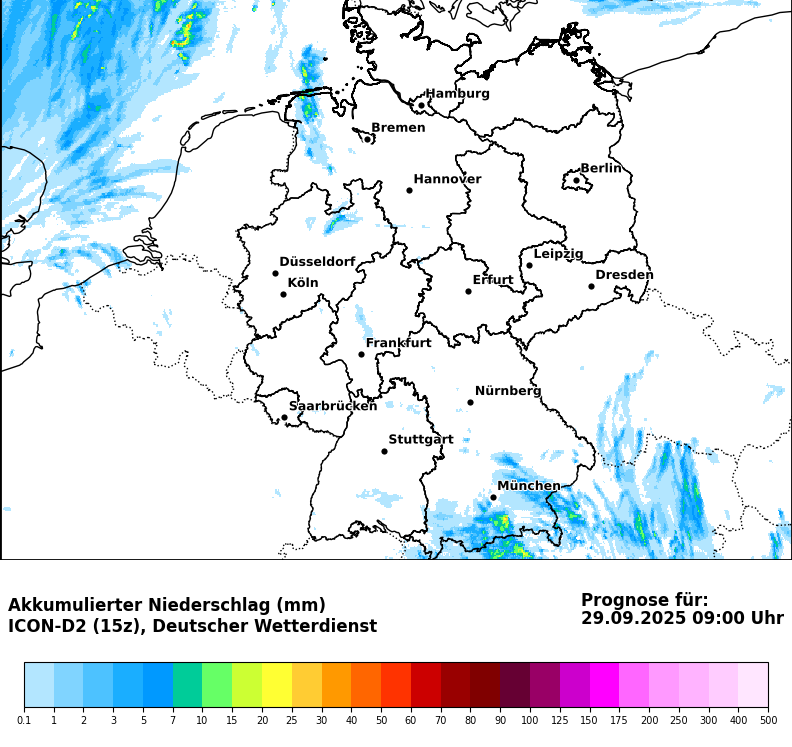 Hamburg
Bremen
Berlin
Hannover
Leipzig
Düsseldorf
Dresden
Köln
Erfurt
Frankfurt
Nürnberg
Saarbrücken
Stuttgart
München
Akkumulierter Niederschlag (mm)
ICON-D2 (15z), Deutscher Wetterdienst
Prognose für:
29.09.2025 09:00 Uhr
0.1 1 2 3 5 7 10 15 20 25 30 40 50 60 70 80 90 100 125 150 175 200 250 300 400 500